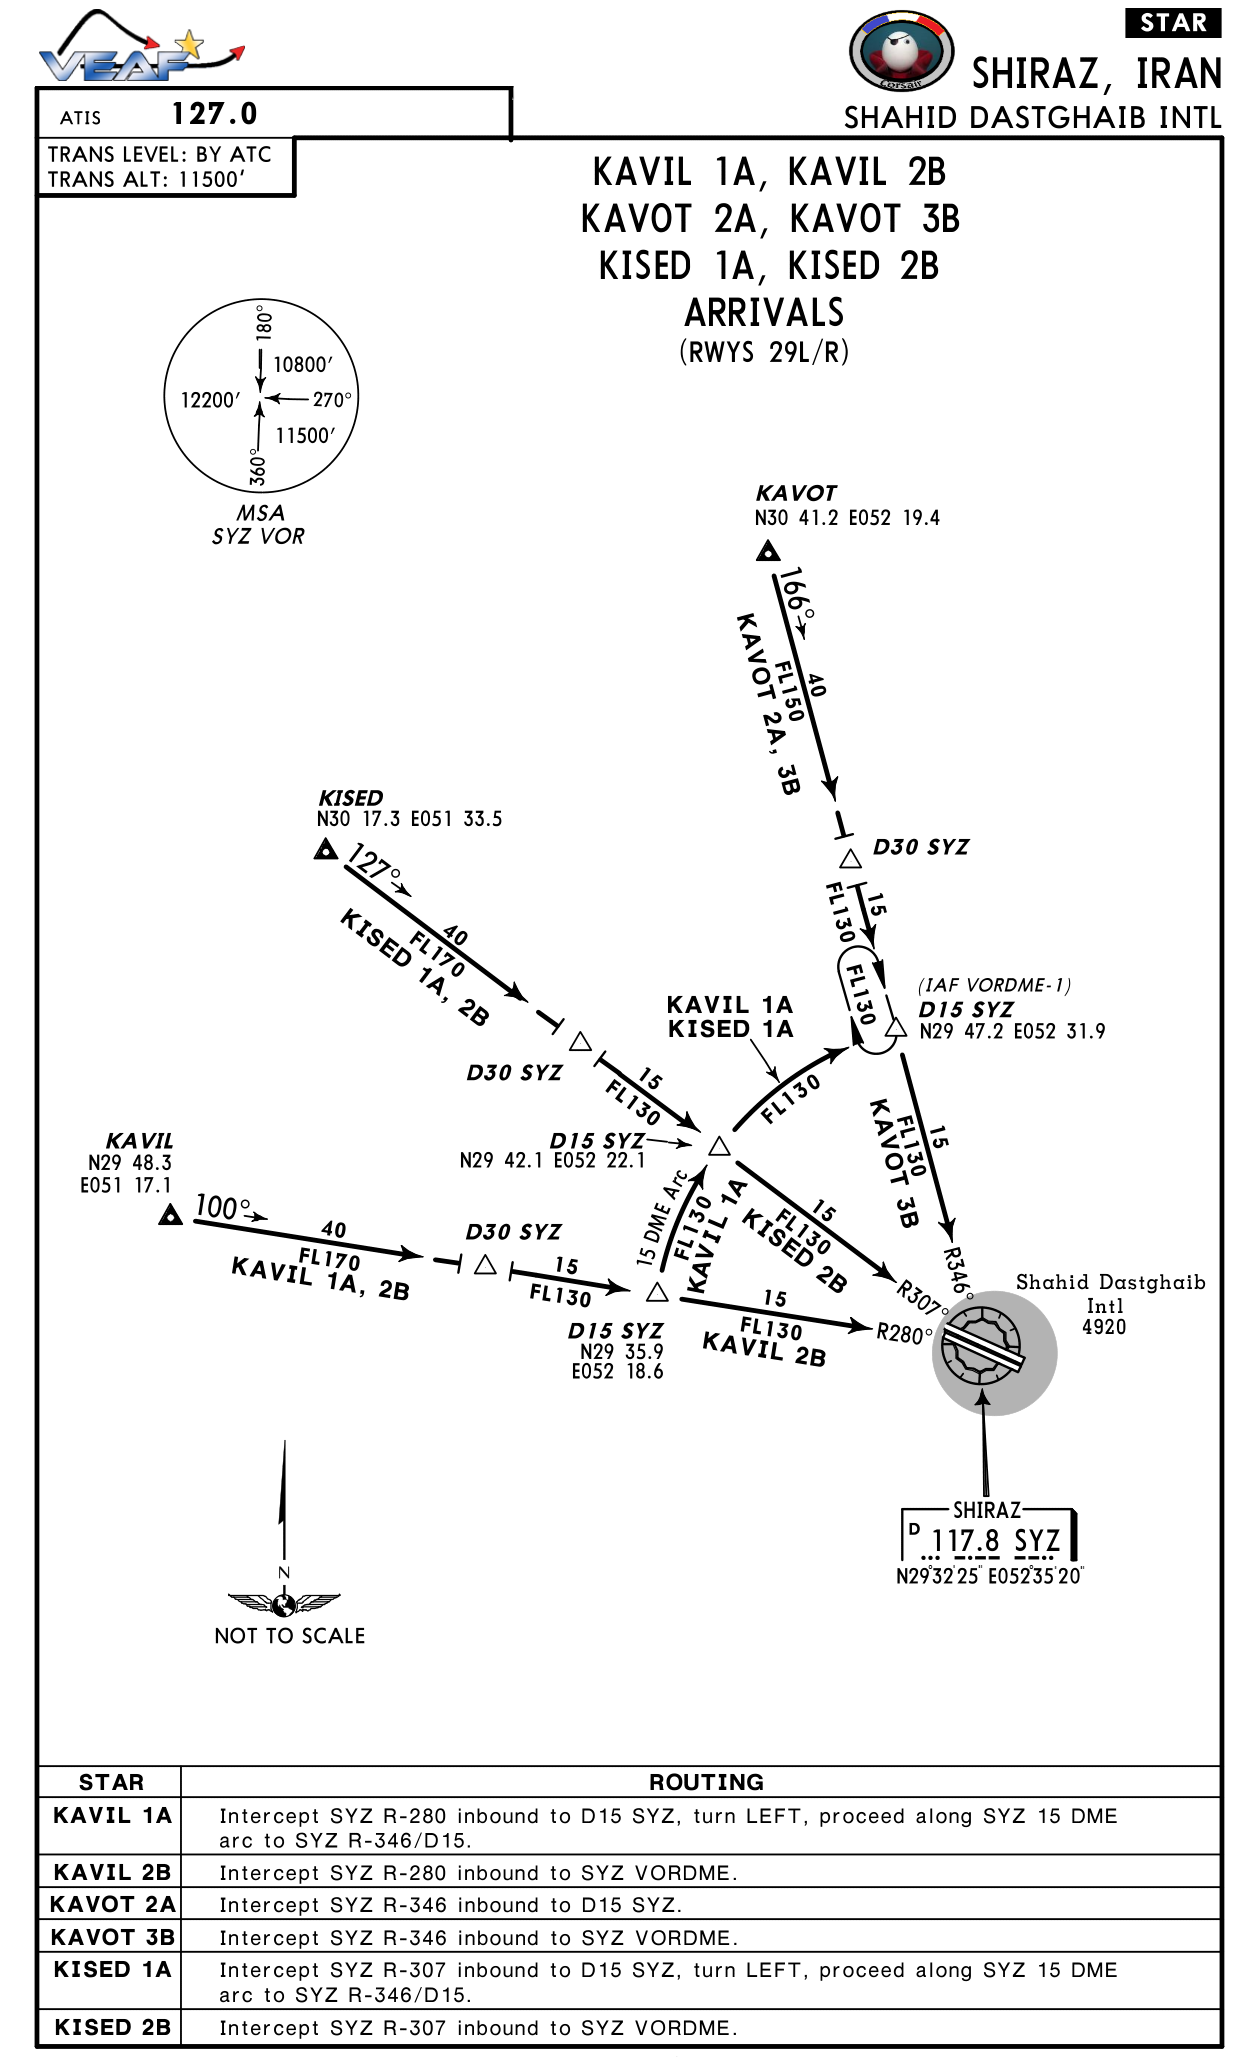 VEAF
Corsair
STAR
SHIRAZ, IRAN
SHAHID DASTGHAIB INTL
ATIS 127.0
TRANS LEVEL: BY ATC
TRANS ALT: 11500'
KAVIL 1A, KAVIL 2B
KAVOT 2A, KAVOT 3B
KISED 1A, KISED 2B
ARRIVALS
(RWYS 29L/R)
180°
10800'
12200'
270°
11500'
360°
MSA
SYZ VOR
KAVOT
N30 41.2 E052 19.4
166°
40
FL150
KAVOT 2A, 3B
D30 SYZ
15
FL130
FL130
(IAF VORDME-1)
D15 SYZ
N29 47.2 E052 31.9
KISED
N30 17.3 E051 33.5
127°
40
FL170
KISED 1A, 2B
D30 SYZ
15
FL130
KAVIL 1A
KISED 1A
FL130
D15 SYZ
N29 42.1 E052 22.1
15
FL130
KAVOT 3B
R346°
KAVIL
N29 48.3
E051 17.1
100°
40
FL170
KAVIL 1A, 2B
D30 SYZ
15
FL130
15 DME Arc
FL130
KAVIL 1A
15
FL130
KISED 2B
R307°
D15 SYZ
N29 35.9
E052 18.6
15
FL130
KAVIL 2B
R280°
Shahid Dastghaib
Intl
4920
SHIRAZ
D 117.8 SYZ
N29°32'25" E052°35'20"
N
NOT TO SCALE
STAR ROUTING
KAVIL 1A Intercept SYZ R-280 inbound to D15 SYZ, turn LEFT, proceed along SYZ 15 DME
arc to SYZ R-346/D15.
KAVIL 2B Intercept SYZ R-280 inbound to SYZ VORDME.
KAVOT 2A Intercept SYZ R-346 inbound to D15 SYZ.
KAVOT 3B Intercept SYZ R-346 inbound to SYZ VORDME.
KISED 1A Intercept SYZ R-307 inbound to D15 SYZ, turn LEFT, proceed along SYZ 15 DME
arc to SYZ R-346/D15.
KISED 2B Intercept SYZ R-307 inbound to SYZ VORDME.